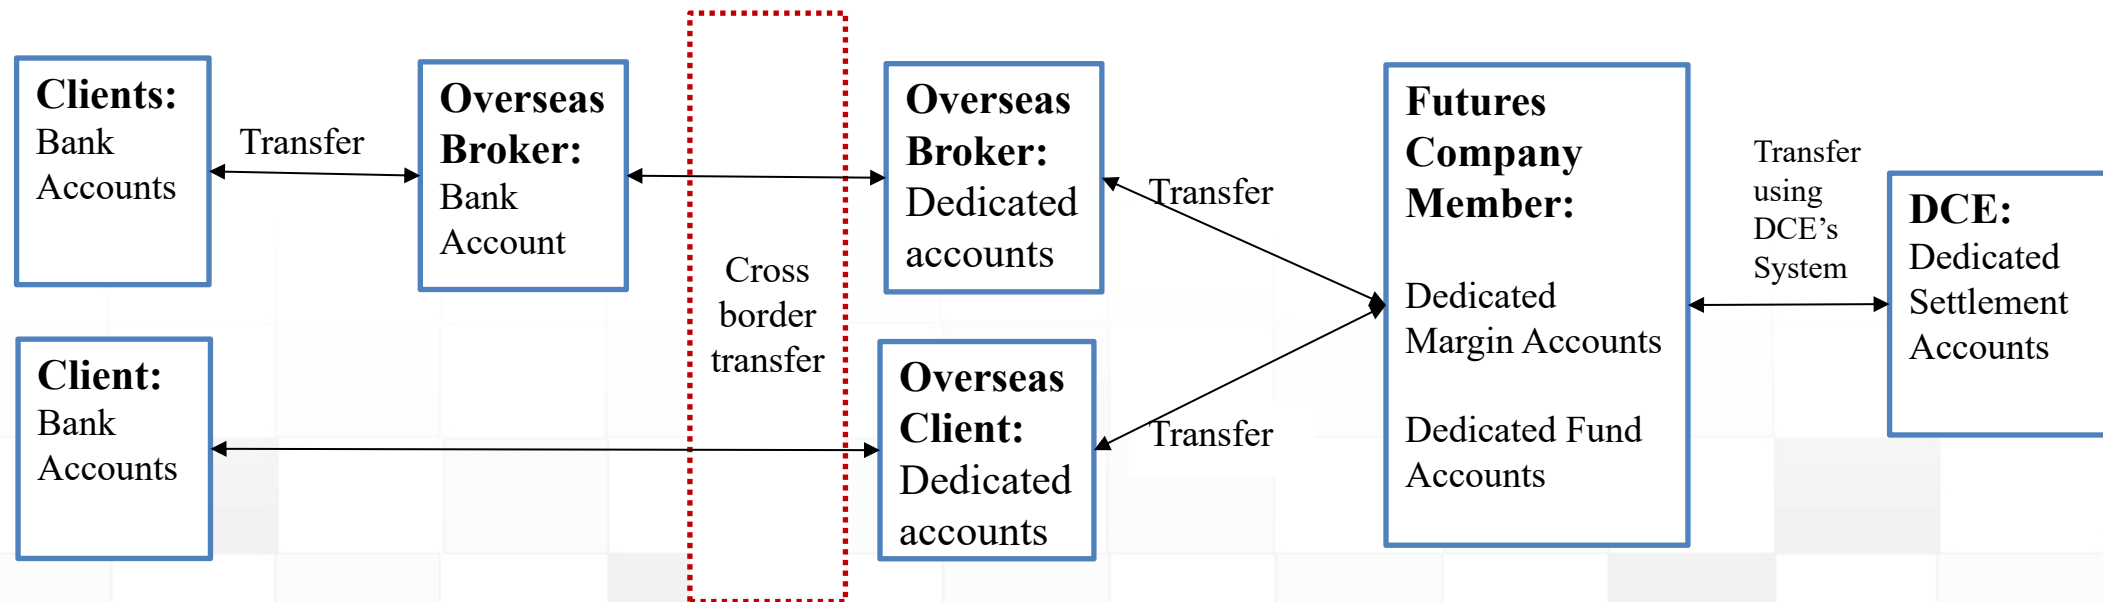 Clients:
Bank
Accounts
Transfer
Overseas
Broker:
Bank
Account
Cross
border
transfer
Overseas
Broker:
Dedicated
accounts
Transfer
Client:
Bank
Accounts
Overseas
Client:
Dedicated
accounts
Transfer
Futures
Company
Member:
Dedicated
Margin Accounts
Dedicated Fund
Accounts
Transfer
using
DCE’s
System
DCE:
Dedicated
Settlement
Accounts